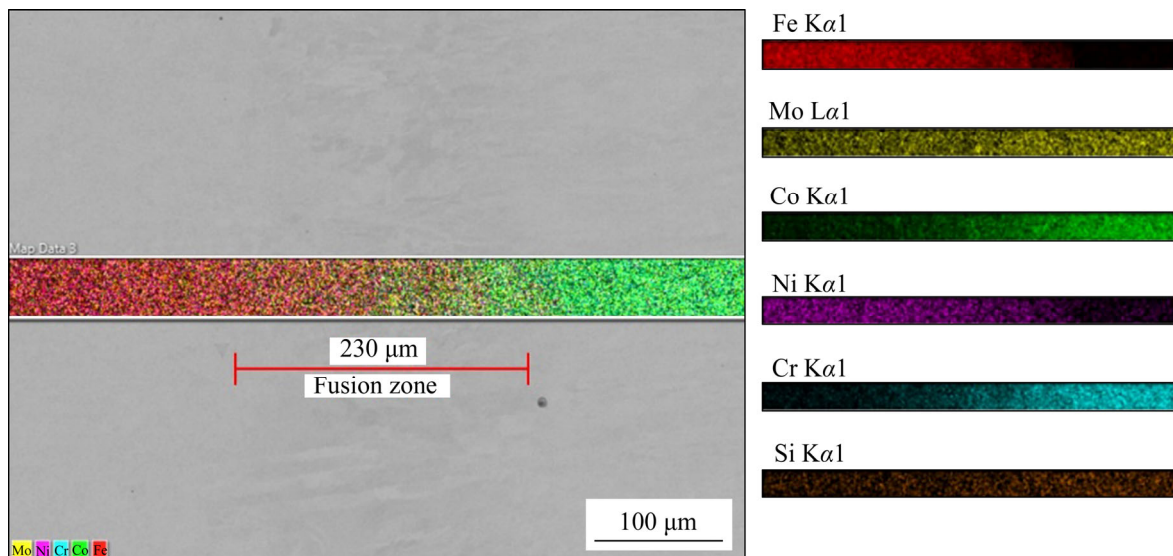 Map Data 3
230 μm
Fusion zone
100 μm
Mo Ni Cr Co Fe
Fe Kα1
Mo Lα1
Co Kα1
Ni Kα1
Cr Kα1
Si Kα1